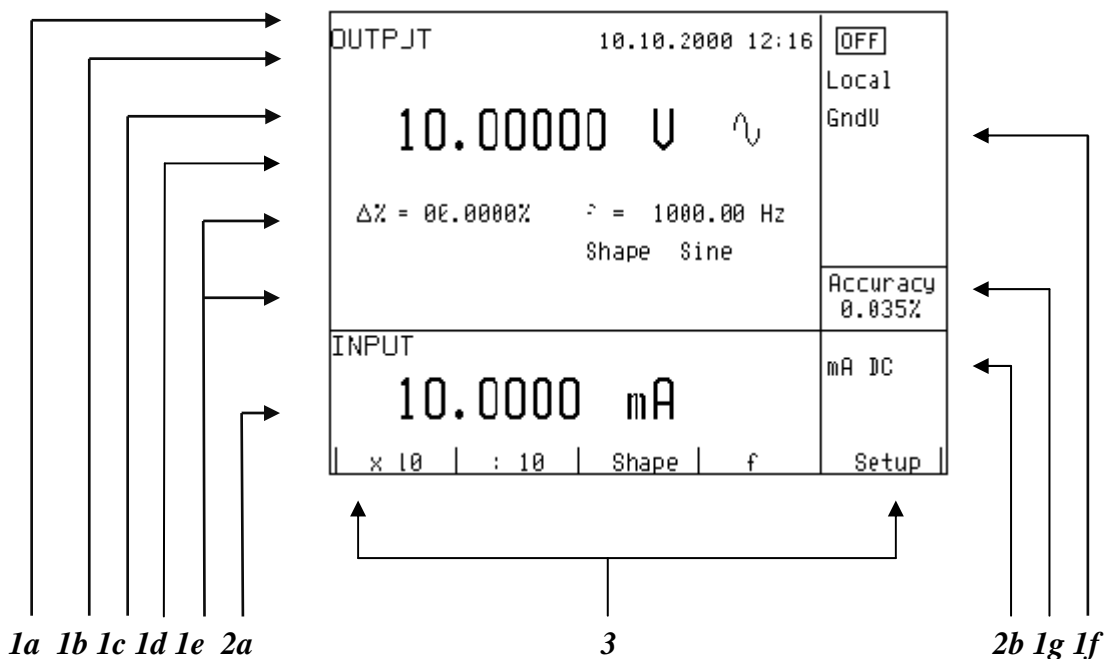 OUTPUT 10.10.2000 12:16 OFF
Local
10.00000 V GndU
Δ% = 00.0000% f = 1000.00 Hz
Shape Sine
Accuracy
0.035%
INPUT
mA DC
10.0000 mA
x 10 : 10 Shape f Setup
1a 1b 1c 1d 1e 2a 3 2b 1g 1f